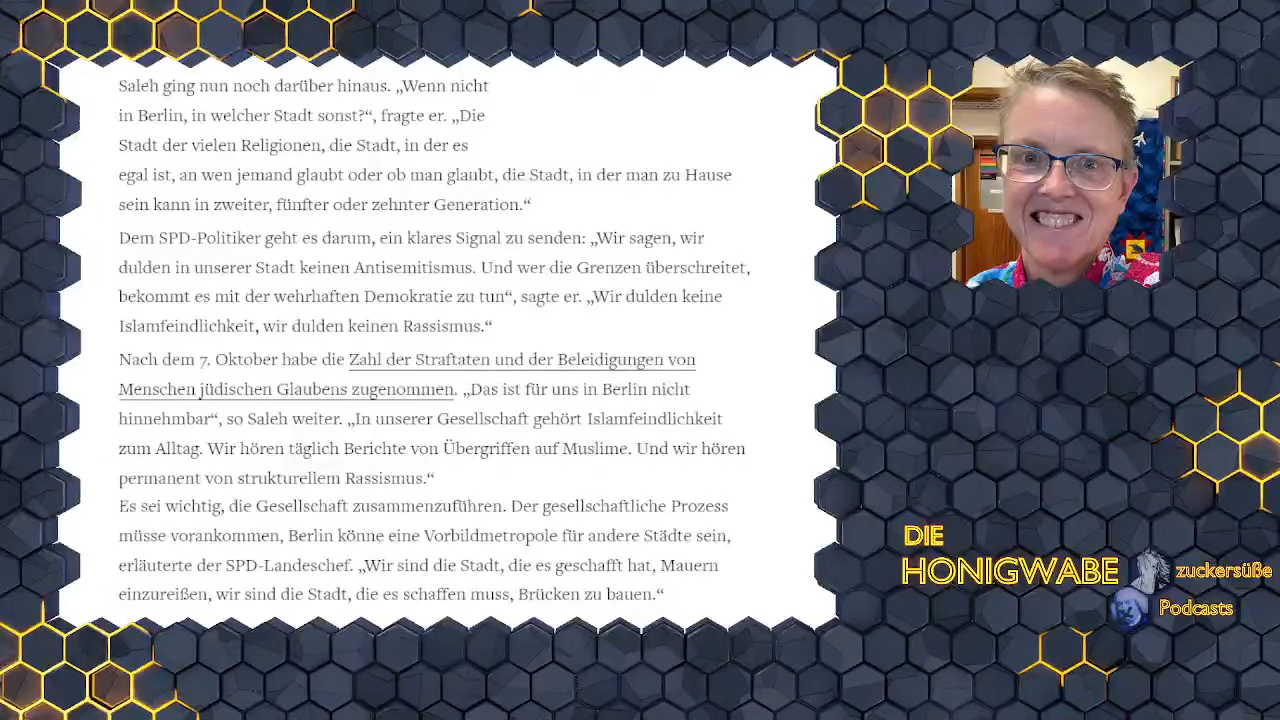 Saleh ging nun noch darüber hinaus. „Wenn nicht
in Berlin, in welcher Stadt sonst?“, fragte er. „Die
Stadt der vielen Religionen, die Stadt, in der es
egal ist, an wen jemand glaubt oder ob man glaubt, die Stadt, in der man zu Hause
sein kann in zweiter, fünfter oder zehnter Generation.“
Dem SPD-Politiker geht es darum, ein klares Signal zu senden: „Wir sagen, wir
dulden in unserer Stadt keinen Antisemitismus. Und wer die Grenzen überschreitet,
bekommt es mit der wehrhaften Demokratie zu tun“, sagte er. „Wir dulden keine
Islamfeindlichkeit, wir dulden keinen Rassismus.“
Nach dem 7. Oktober habe die Zahl der Straftaten und der Beleidigungen von
Menschen jüdischen Glaubens zugenommen. „Das ist für uns in Berlin nicht
hinnehmbar“, so Saleh weiter. „In unserer Gesellschaft gehört Islamfeindlichkeit
zum Alltag. Wir hören täglich Berichte von Übergriffen auf Muslime. Und wir hören
permanent von strukturellem Rassismus.“
Es sei wichtig, die Gesellschaft zusammenzuführen. Der gesellschaftliche Prozess
müsse vorankommen, Berlin könne eine Vorbildmetropole für andere Städte sein,
erläuterte der SPD-Landeschef. „Wir sind die Stadt, die es geschafft hat, Mauern
einzureißen, wir sind die Stadt, die es schaffen muss, Brücken zu bauen.“
DIE
HONIGWABE
zuckersüße
Podcasts